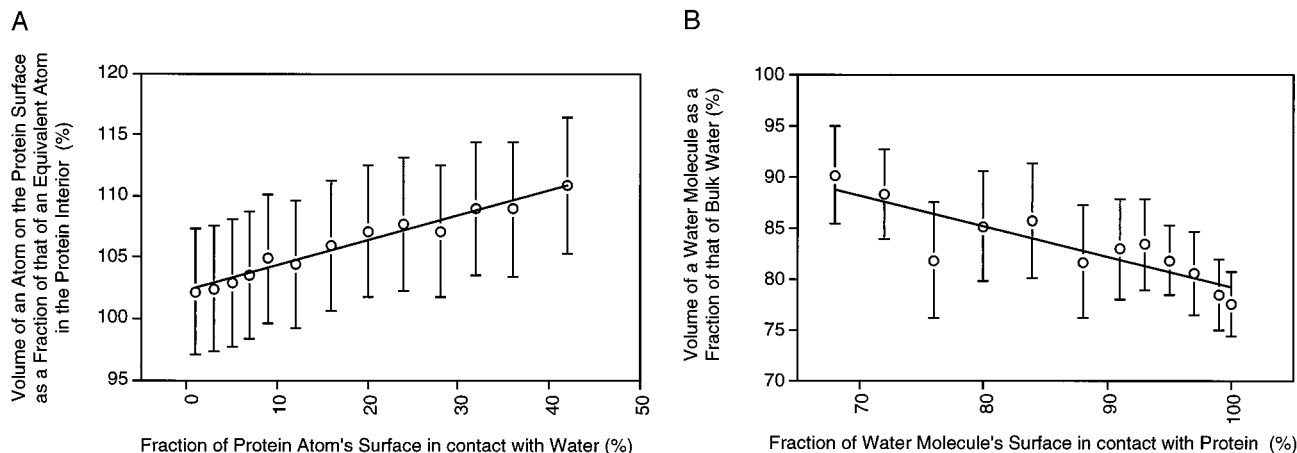 A
Volume of an Atom on the Protein Surface
as a Fraction of that of an Equivalent Atom
in the Protein Interior (%)
120
115
110
105
100
95
0
10
20
30
40
50
Fraction of Protein Atom's Surface in contact with Water (%)
B
Volume of a Water Molecule as a
Fraction of that of Bulk Water (%)
100
95
90
85
80
75
70
70
80
90
100
Fraction of Water Molecule's Surface in contact with Protein (%)